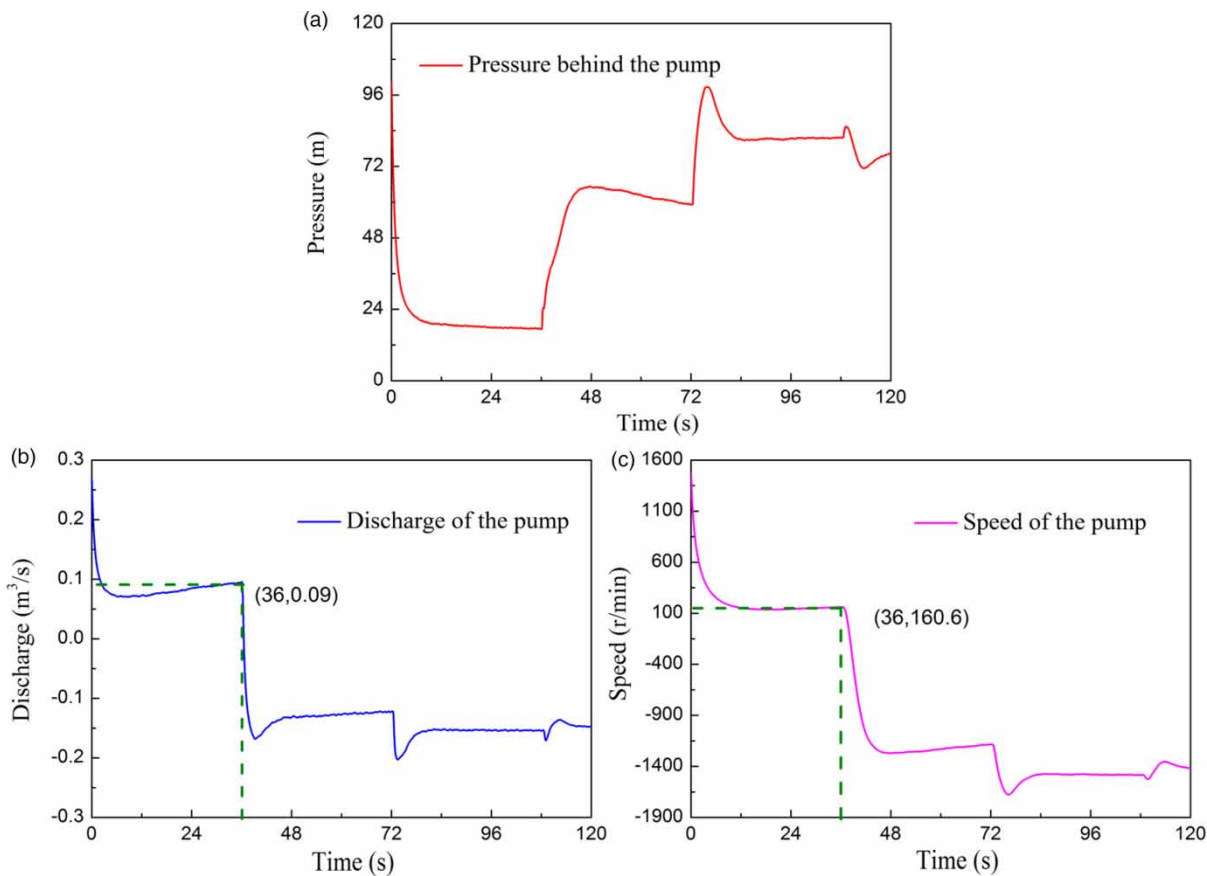 (a)
120
96
72
48
24
0
Pressure (m)
Pressure behind the pump
0 24 48 72 96 120
Time (s)
(b)
0.3
0.2
0.1
0.0
-0.1
-0.2
-0.3
Discharge (m³/s)
Discharge of the pump
(36,0.09)
0 24 48 72 96 120
Time (s)
(c)
1600
1100
600
100
-400
-900
-1400
-1900
Speed (r/min)
Speed of the pump
(36,160.6)
0 24 48 72 96 120
Time (s)